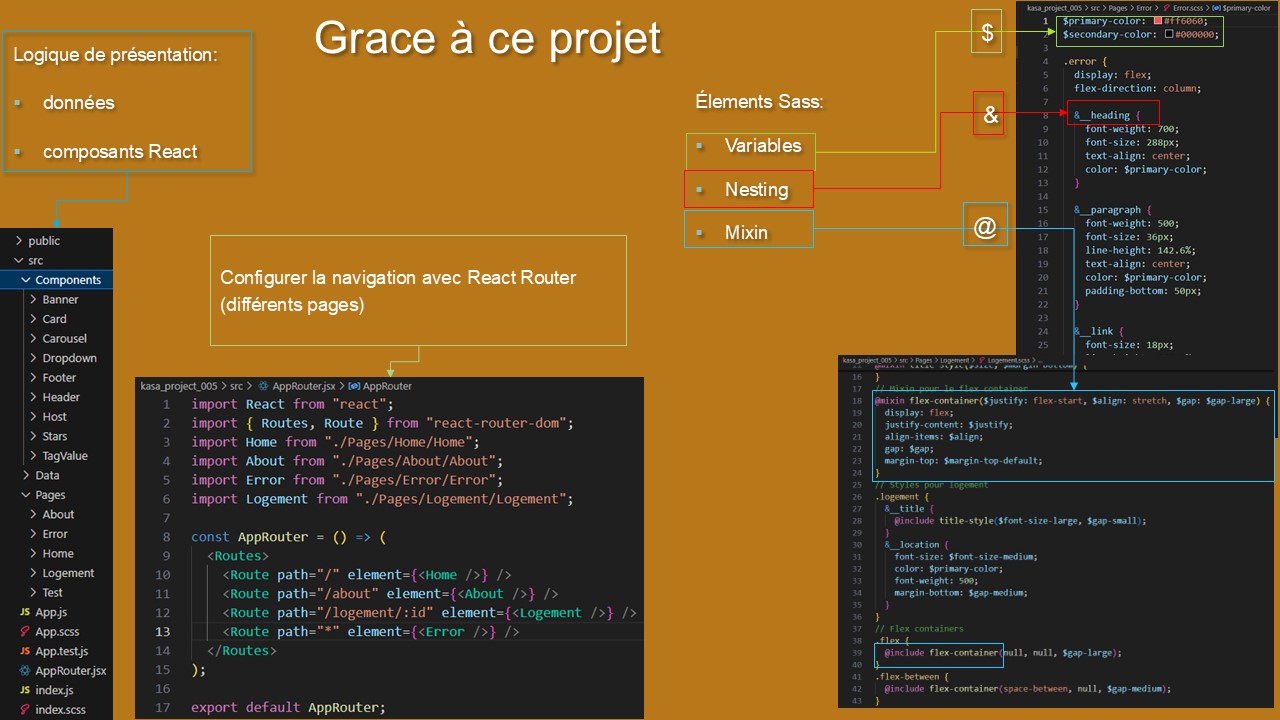 Grace à ce projet
Logique de présentation:
▪ données
▪ composants React
public
src
Components
Banner
Card
Carousel
Dropdown
Footer
Header
Host
Stars
TagValue
Data
Pages
About
Error
Home
Logement
Test
JS App.js
App.scss
JS App.test.js
AppRouter.jsx
JS index.js
index.scss
Configurer la navigation avec React Router
(différents pages)
kasa_project_005 > src > AppRouter.jsx > AppRouter
1 import React from "react";
2 import { Routes, Route } from "react-router-dom";
3 import Home from "./Pages/Home/Home";
4 import About from "./Pages/About/About";
5 import Error from "./Pages/Error/Error";
6 import Logement from "./Pages/Logement/Logement";
7
8 const AppRouter = () => (
9 <Routes>
10 <Route path="/" element={<Home />} />
11 <Route path="/about" element={<About />} />
12 <Route path="/logement/:id" element={<Logement />} />
13 <Route path="*" element={<Error />} />
14 </Routes>
15 );
16
17 export default AppRouter;
Élements Sass:
▪ Variables
▪ Nesting
▪ Mixin
$
&
@
kasa_project_005 > src > Pages > Error > Error.scss > $primary-color
1 $primary-color: #ff6060;
2 $secondary-color: #000000;
3
4 .error {
5 display: flex;
6 flex-direction: column;
7
8 &__heading {
9 font-weight: 700;
10 font-size: 288px;
11 text-align: center;
12 color: $primary-color;
13 }
14
15 &__paragraph {
16 font-weight: 500;
17 font-size: 36px;
18 line-height: 142.6%;
19 text-align: center;
20 color: $primary-color;
21 padding-bottom: 50px;
22 }
23
24 &__link {
25 font-size: 18px;
kasa_project_005 > src > Pages > Logement > Logement.scss > ...
16 }
17 // Mixin pour le flex container
18 @mixin flex-container($justify: flex-start, $align: stretch, $gap: $gap-large) {
19 display: flex;
20 justify-content: $justify;
21 align-items: $align;
22 gap: $gap;
23 margin-top: $margin-top-default;
24 }
25 // Styles pour logement
26 .logement {
27 &__title {
28 @include title-style($font-size-large, $gap-small);
29 }
30 &__location {
31 font-size: $font-size-medium;
32 color: $primary-color;
33 font-weight: 500;
34 margin-bottom: $gap-medium;
35 }
36 }
37 // Flex containers
38 .flex {
39 @include flex-container(null, null, $gap-large);
40 }
41 .flex-between {
42 @include flex-container(space-between, null, $gap-medium);
43 }